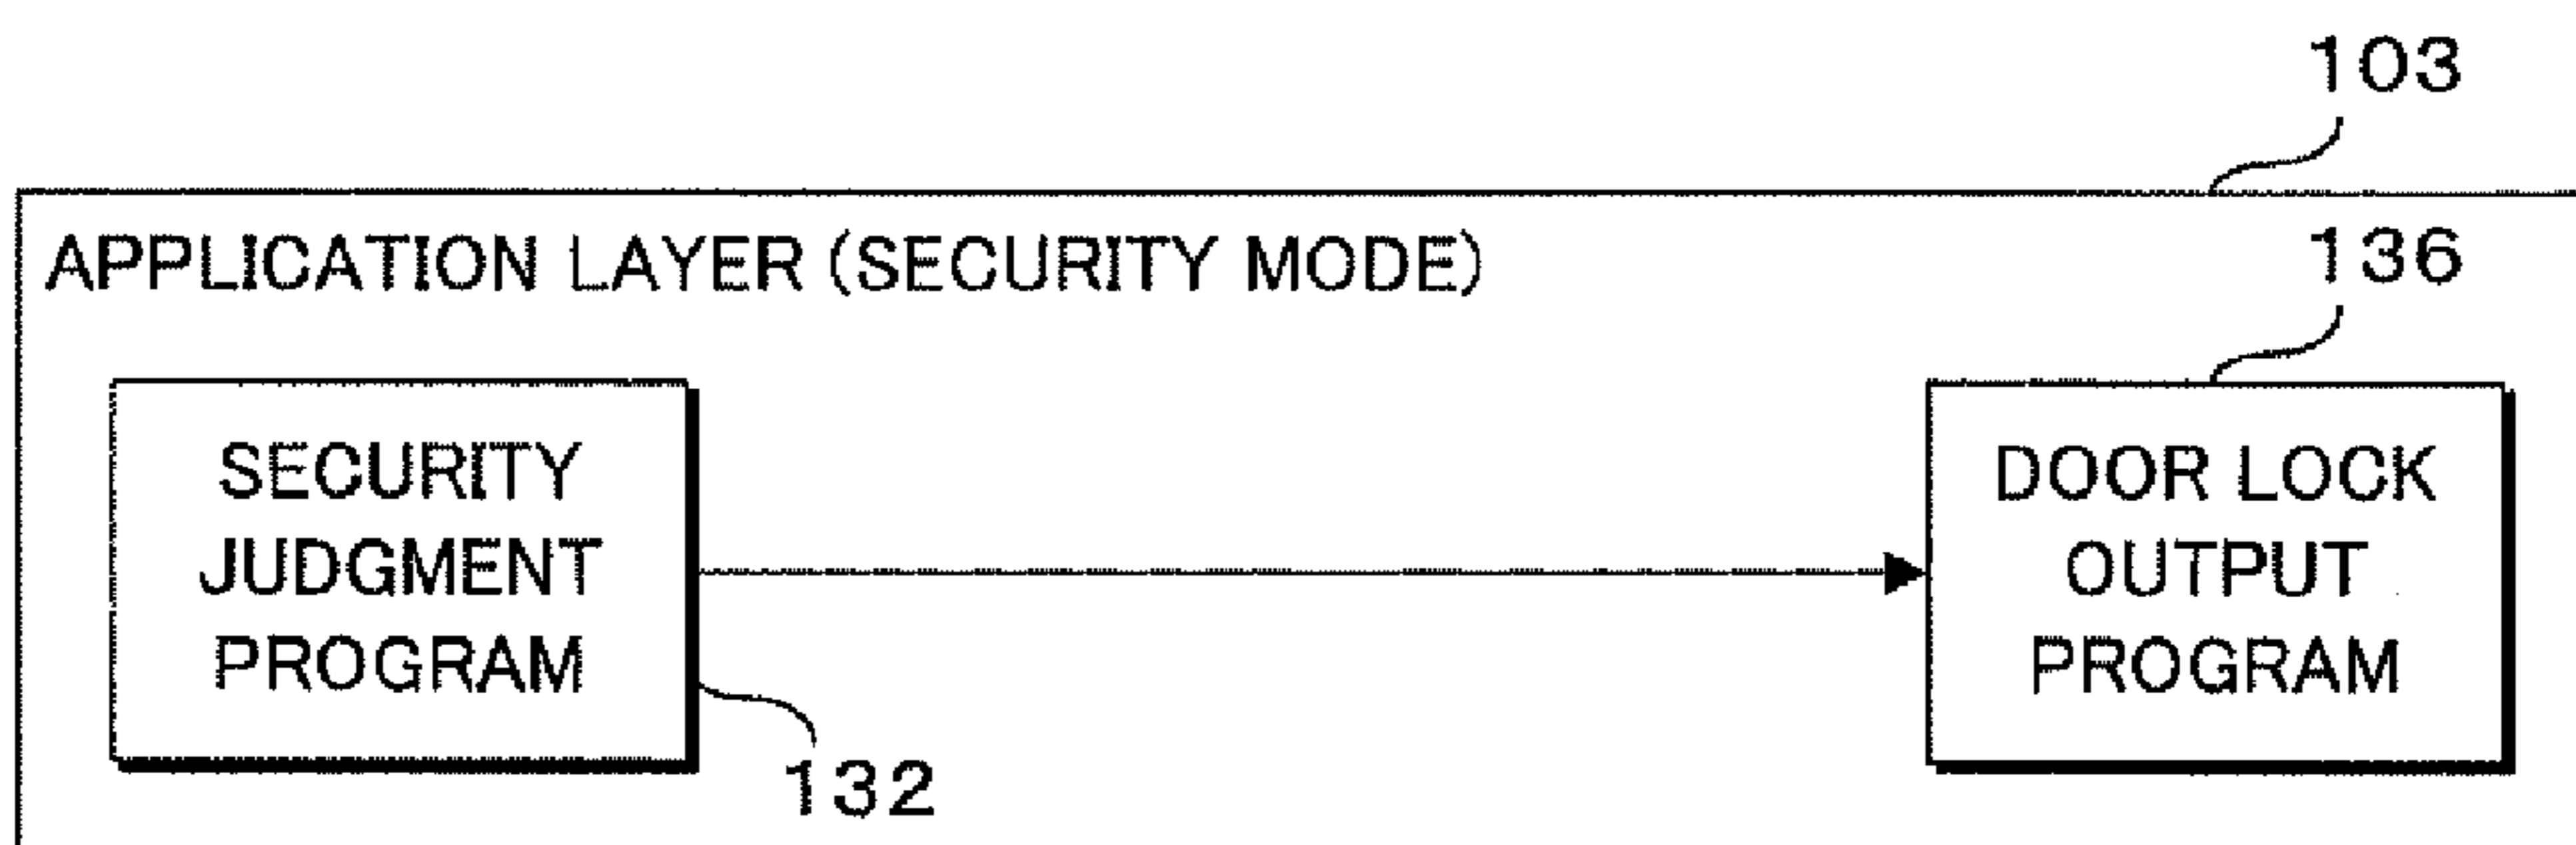 103
APPLICATION LAYER (SECURITY MODE)
136
SECURITY
JUDGMENT
PROGRAM
132
DOOR LOCK
OUTPUT
PROGRAM